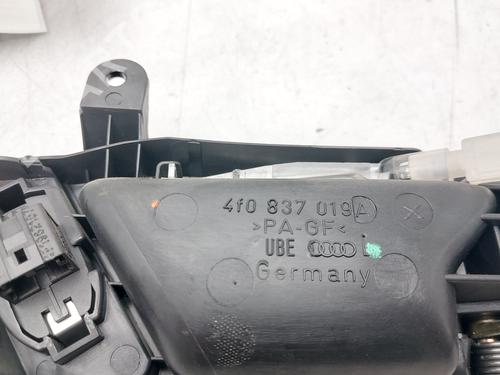 4f0 837 019 A
>PA-GF<
UBE L
Germany